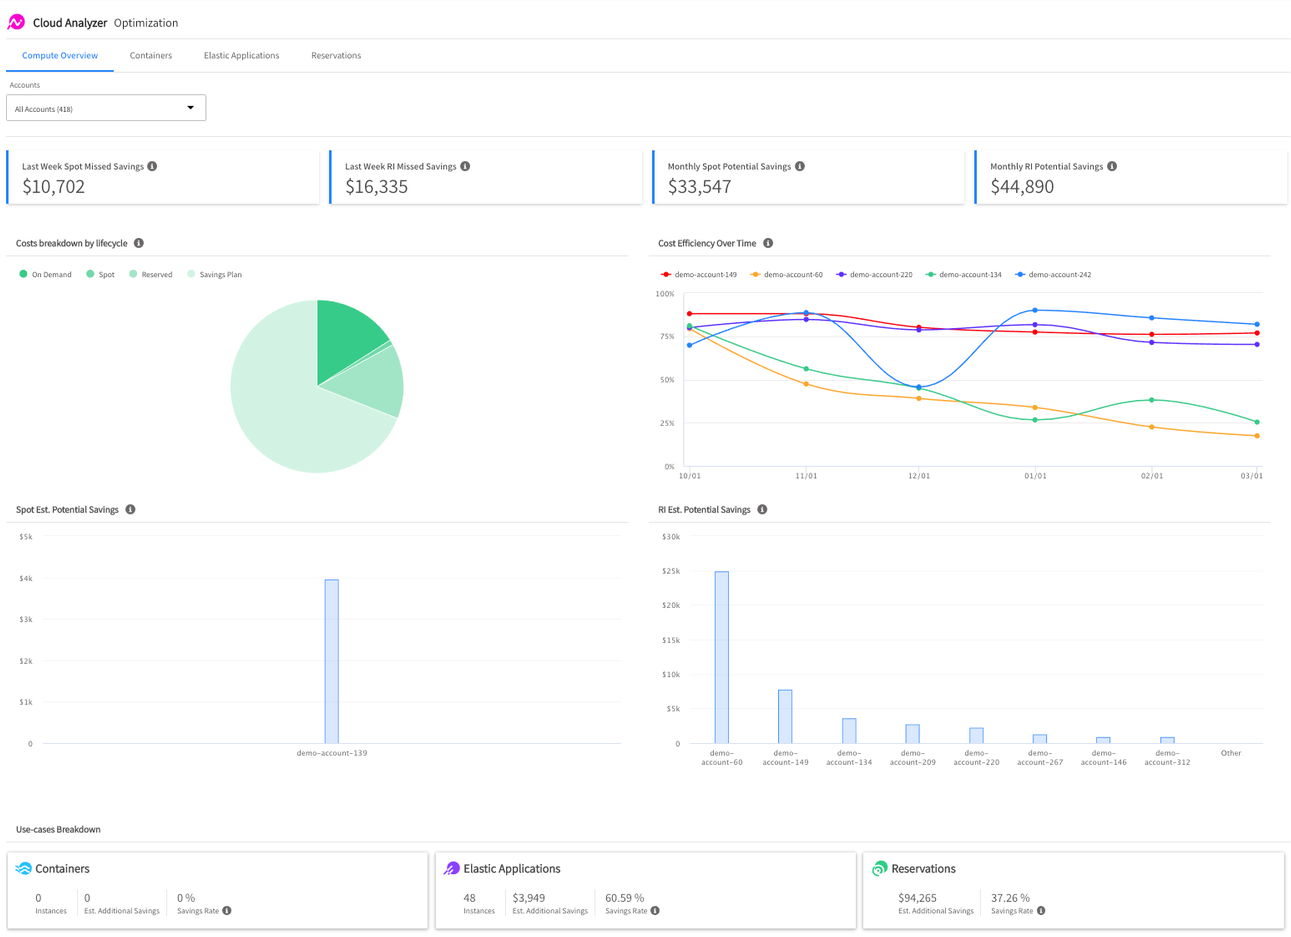 Cloud Analyzer Optimization
Compute Overview Containers Elastic Applications Reservations
Accounts
All Accounts (418)
Last Week Spot Missed Savings
$10,702
Last Week RI Missed Savings
$16,335
Monthly Spot Potential Savings
$33,547
Monthly RI Potential Savings
$44,890
Costs breakdown by lifecycle
On Demand Spot Reserved Savings Plan
Cost Efficiency Over Time
demo-account-149 demo-account-60 demo-account-220 demo-account-134 demo-account-242
100%
75%
50%
25%
0%
10/01 11/01 12/01 01/01 02/01 03/01
Spot Est. Potential Savings
$5k
$4k
$3k
$2k
$1k
0
demo-account-139
RI Est. Potential Savings
$30k
$25k
$20k
$15k
$10k
$5k
0
demo-account-60
demo-account-149
demo-account-134
demo-account-209
demo-account-220
demo-account-267
demo-account-146
demo-account-312
Other
Use-cases Breakdown
Containers
0 0 0 %
Instances Est. Additional Savings Savings Rate
Elastic Applications
48 $3,949 60.59 %
Instances Est. Additional Savings Savings Rate
Reservations
$94,265 37.26 %
Est. Additional Savings Savings Rate